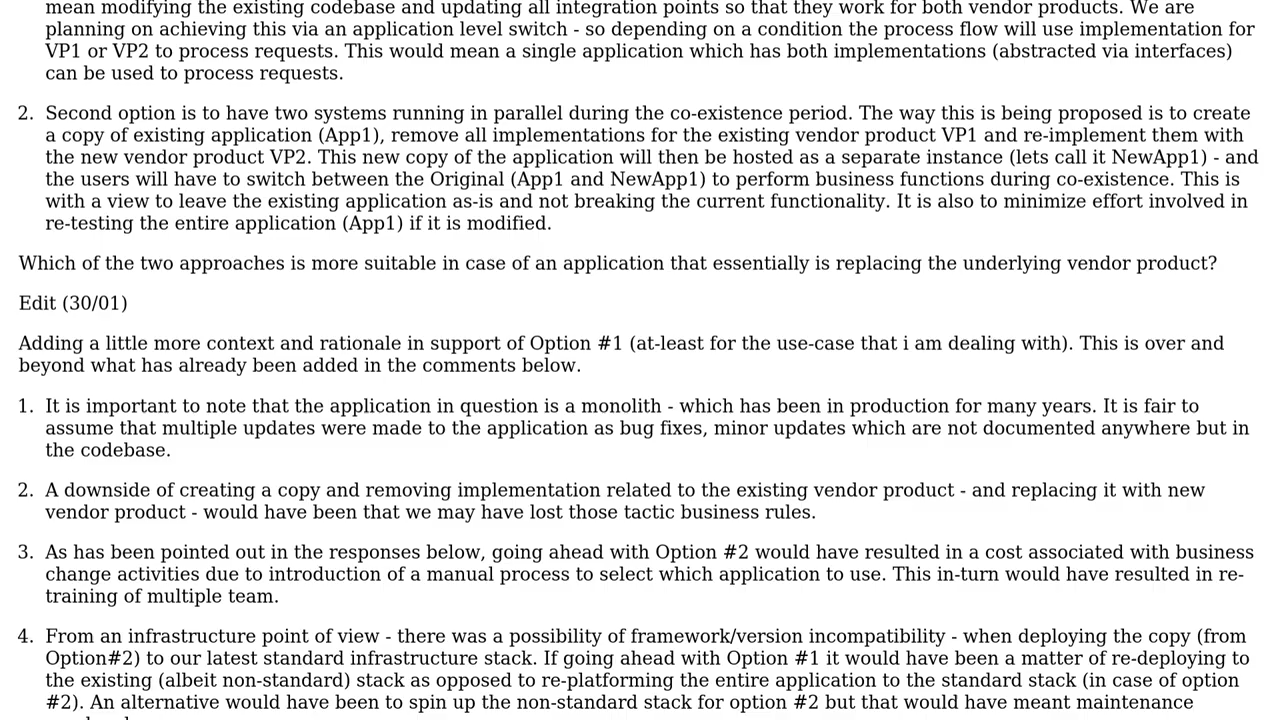 mean modifying the existing codebase and updating all integration points so that they work for both vendor products. We are
planning on achieving this via an application level switch - so depending on a condition the process flow will use implementation for
VP1 or VP2 to process requests. This would mean a single application which has both implementations (abstracted via interfaces)
can be used to process requests.
2. Second option is to have two systems running in parallel during the co-existence period. The way this is being proposed is to create
a copy of existing application (App1), remove all implementations for the existing vendor product VP1 and re-implement them with
the new vendor product VP2. This new copy of the application will then be hosted as a separate instance (lets call it NewApp1) - and
the users will have to switch between the Original (App1 and NewApp1) to perform business functions during co-existence. This is
with a view to leave the existing application as-is and not breaking the current functionality. It is also to minimize effort involved in
re-testing the entire application (App1) if it is modified.
Which of the two approaches is more suitable in case of an application that essentially is replacing the underlying vendor product?
Edit (30/01)
Adding a little more context and rationale in support of Option #1 (at-least for the use-case that i am dealing with). This is over and
beyond what has already been added in the comments below.
1. It is important to note that the application in question is a monolith - which has been in production for many years. It is fair to
assume that multiple updates were made to the application as bug fixes, minor updates which are not documented anywhere but in
the codebase.
2. A downside of creating a copy and removing implementation related to the existing vendor product - and replacing it with new
vendor product - would have been that we may have lost those tactic business rules.
3. As has been pointed out in the responses below, going ahead with Option #2 would have resulted in a cost associated with business
change activities due to introduction of a manual process to select which application to use. This in-turn would have resulted in re-
training of multiple team.
4. From an infrastructure point of view - there was a possibility of framework/version incompatibility - when deploying the copy (from
Option#2) to our latest standard infrastructure stack. If going ahead with Option #1 it would have been a matter of re-deploying to
the existing (albeit non-standard) stack as opposed to re-platforming the entire application to the standard stack (in case of option
#2). An alternative would have been to spin up the non-standard stack for option #2 but that would have meant maintenance